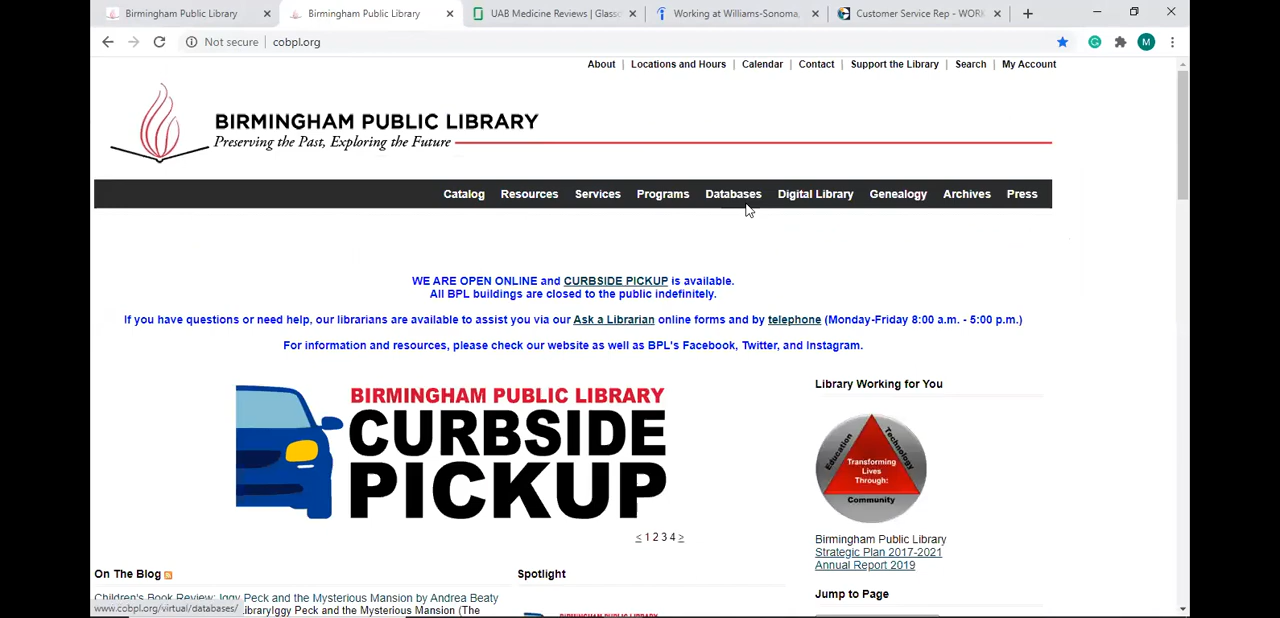 Birmingham Public Library
Birmingham Public Library
UAB Medicine Reviews | Glassd
Working at Williams-Sonoma,
Customer Service Rep - WORK
Not secure | cobpl.org
M
About | Locations and Hours | Calendar | Contact | Support the Library | Search | My Account
BIRMINGHAM PUBLIC LIBRARY
Preserving the Past, Exploring the Future
Catalog Resources Services Programs Databases Digital Library Genealogy Archives Press
WE ARE OPEN ONLINE and CURBSIDE PICKUP is available.
All BPL buildings are closed to the public indefinitely.
If you have questions or need help, our librarians are available to assist you via our Ask a Librarian online forms and by telephone (Monday-Friday 8:00 a.m. - 5:00 p.m.)
For information and resources, please check our website as well as BPL's Facebook, Twitter, and Instagram.
BIRMINGHAM PUBLIC LIBRARY
CURBSIDE
PICKUP
< 1 2 3 4 >
Library Working for You
Education
Technology
Transforming
Lives
Through:
Community
Birmingham Public Library
Strategic Plan 2017-2021
Annual Report 2019
On The Blog
Spotlight
Jump to Page
Children's Book Review: Iggy Peck and the Mysterious Mansion by Andrea Beaty
www.cobpl.org/virtual/databases/
LibraryIggy Peck and the Mysterious Mansion (The